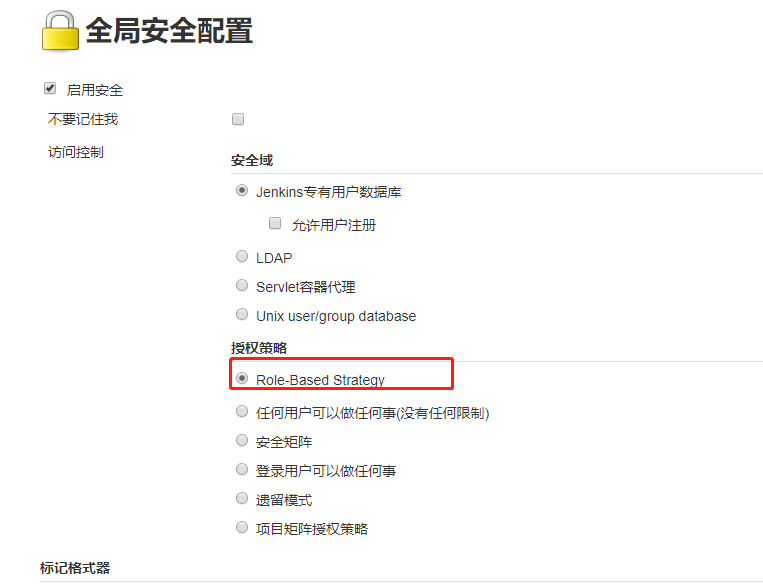 全局安全配置
启用安全
不要记住我
访问控制
安全域
Jenkins专有用户数据库
允许用户注册
LDAP
Servlet容器代理
Unix user/group database
授权策略
Role-Based Strategy
任何用户可以做任何事(没有任何限制)
安全矩阵
登录用户可以做任何事
遗留模式
项目矩阵授权策略
标记格式器